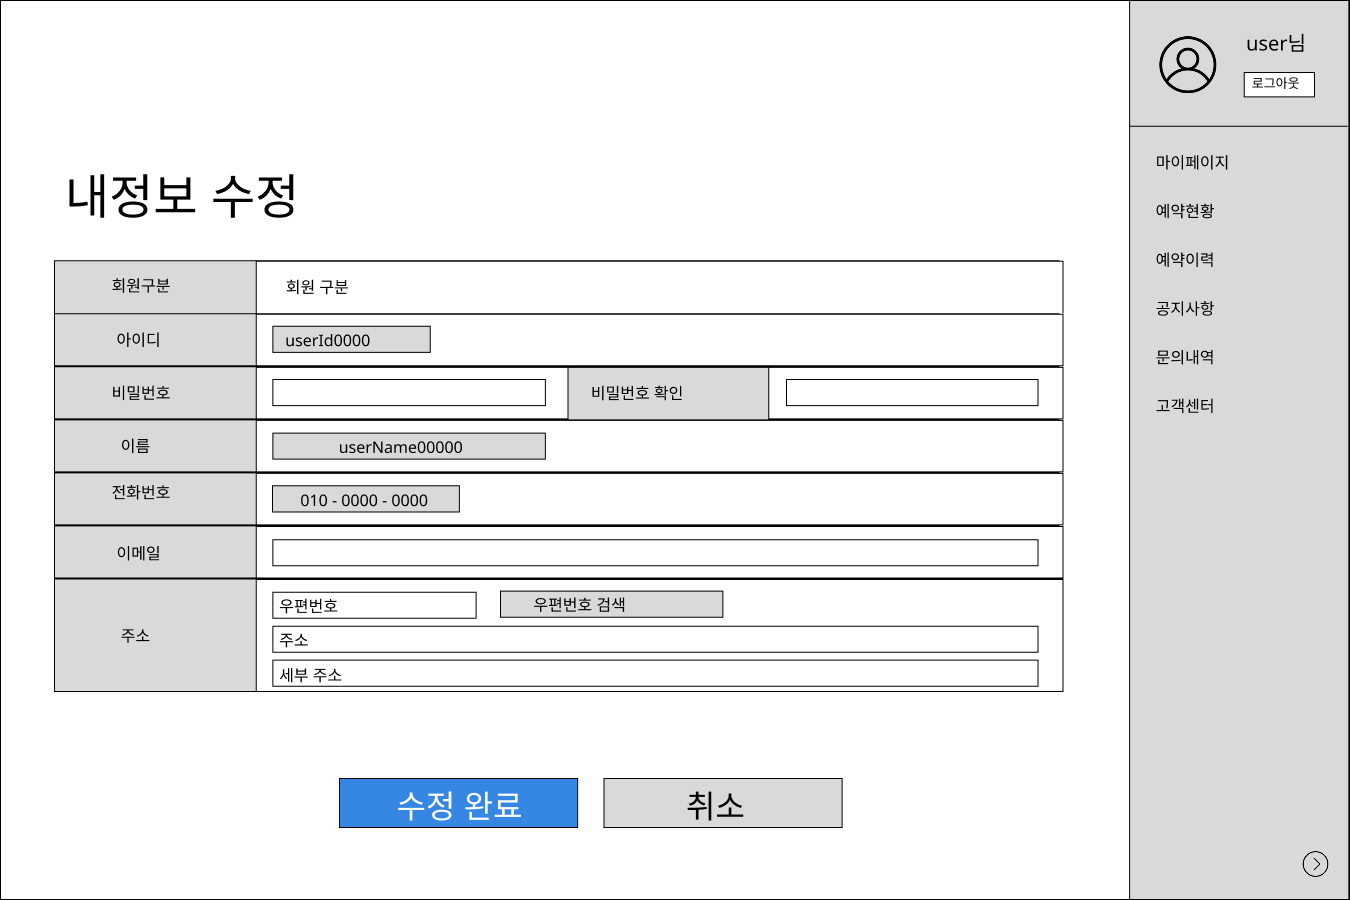 user님
로그아웃
마이페이지
예약현황
예약이력
공지사항
문의내역
고객센터
내정보 수정
회원구분 회원 구분
아이디 userId0000
비밀번호 비밀번호 확인
이름 userName00000
전화번호 010 - 0000 - 0000
이메일
주소
우편번호 우편번호 검색
주소
세부 주소
수정 완료 취소